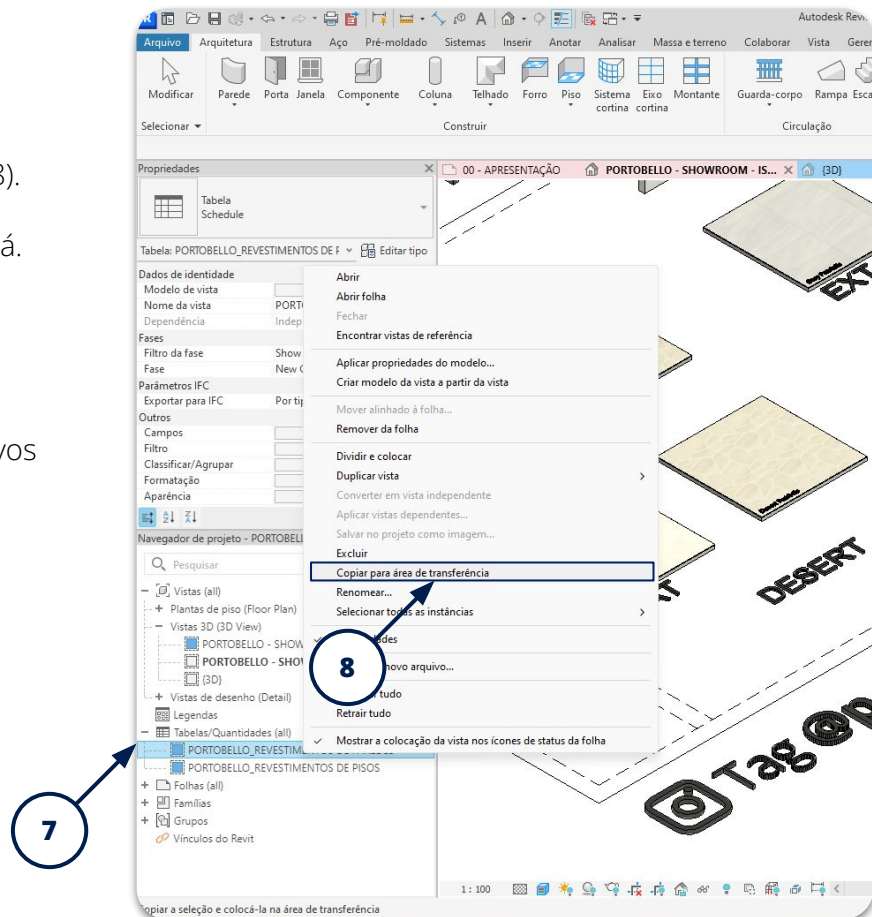 3).
á.
vos
Autodesk Revi
Arquivo Arquitetura Estrutura Aço Pré-moldado Sistemas Inserir Anotar Analisar Massa e terreno Colaborar Vista Geren
Modificar Parede Porta Janela Componente Coluna Telhado Forro Piso Sistema cortina Eixo cortina Montante Guarda-corpo Rampa Esca
Selecionar Construir Circulação
Propriedades
00 - APRESENTAÇÃO PORTOBELLO - SHOWROOM - IS... {3D}
Tabela
Schedule
Tabela: PORTOBELLO_REVESTIMENTOS DE F Editar tipo
Dados de identidade
Modelo de vista
Nome da vista PORT
Dependência Indep
Fases
Filtro da fase Show
Fase New
Parâmetros IFC
Exportar para IFC Por tip
Outros
Campos
Filtro
Classificar/Agrupar
Formatação
Aparência
Navegador de projeto - PORTOBELL
Pesquisar
Vistas (all)
Plantas de piso (Floor Plan)
Vistas 3D (3D View)
PORTOBELLO - SHOW
PORTOBELLO - SHO
{3D}
Vistas de desenho (Detail)
Legendas
Tabelas/Quantidades (all)
PORTOBELLO_REVESTIM
PORTOBELLO_REVESTIMENTOS DE PISOS
Folhas (all)
Famílias
Grupos
Vínculos do Revit
Abrir
Abrir folha
Fechar
Encontrar vistas de referência
Aplicar propriedades do modelo...
Criar modelo da vista a partir da vista
Mover alinhado à folha...
Remover da folha
Dividir e colocar
Duplicar vista
Converter em vista independente
Aplicar vistas dependentes...
Salvar no projeto como imagem...
Excluir
Copiar para área de transferência
Renomear...
Selecionar todas as instâncias
ades
novo arquivo...
tudo
Retrair tudo
Mostrar a colocação da vista nos ícones de status da folha
7
8
EXT
DESERT
RT
Tag @p
1 : 100
opiar a seleção e colocá-la na área de transferência